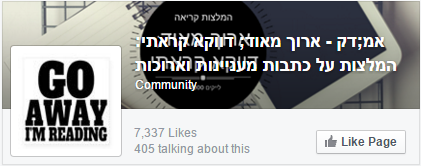 המלצות קריאה
אמ;דק - ארוך מאוד; דווקא קראתי:
המלצות על כתבות מעניינות וארוכות
Community
GO
AWAY
I'M READING
7,337 Likes
405 talking about this
Like Page